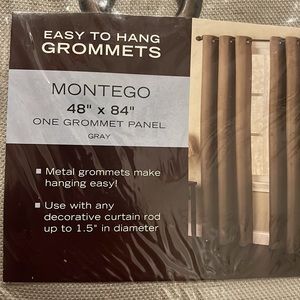 EASY TO HANG
GROMMETS
MONTEGO
48" x 84"
ONE GROMMET PANEL
GRAY
■ Metal grommets make
hanging easy!
■ Use with any
decorative curtain rod
up to 1.5" in diameter